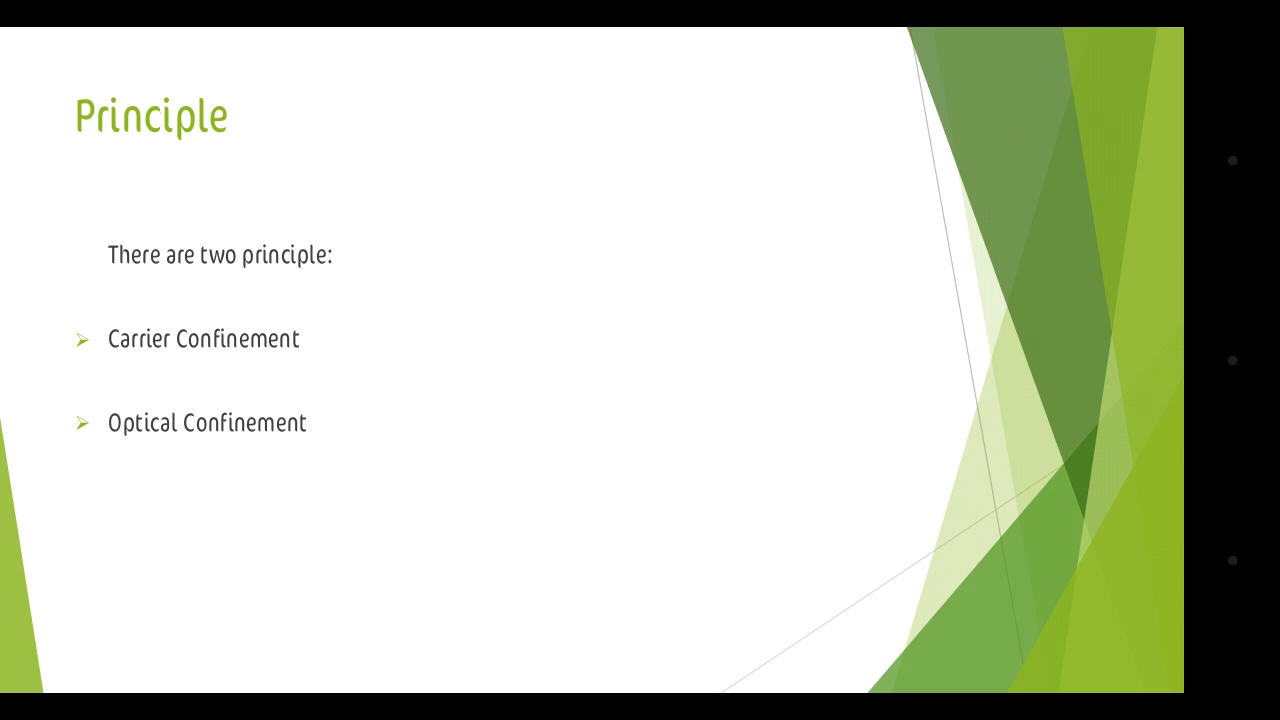 Principle
There are two principle:
Carrier Confinement
Optical Confinement